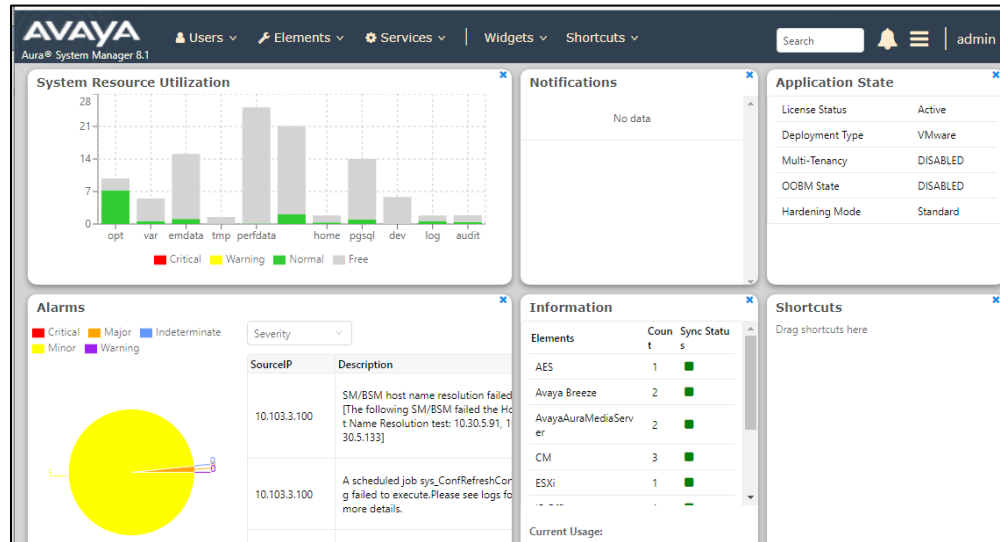 AVAYA
Aura® System Manager 8.1
Users
Elements
Services
Widgets
Shortcuts
Search
admin
System Resource Utilization
28
21
14
7
0
opt
var
emdata
tmp
perfdata
home
pgsql
dev
log
audit
Critical
Warning
Normal
Free
Notifications
No data
Application State
License Status Active
Deployment Type VMware
Multi-Tenancy DISABLED
OOBM State DISABLED
Hardening Mode Standard
Alarms
Critical
Major
Indeterminate
Minor
Warning
Severity
SourceIP Description
10.103.3.100
SM/BSM host name resolution failed
[The following SM/BSM failed the Ho
t Name Resolution test: 10.30.5.91, 1
30.5.133]
10.103.3.100
A scheduled job sys_ConfRefreshCon
g failed to execute.Please see logs fo
more details.
Information
Elements
Coun
t
Sync Statu
s
AES 1
Avaya Breeze 2
AvayaAuraMediaServ
er
2
CM 3
ESXi 1
Current Usage:
Shortcuts
Drag shortcuts here